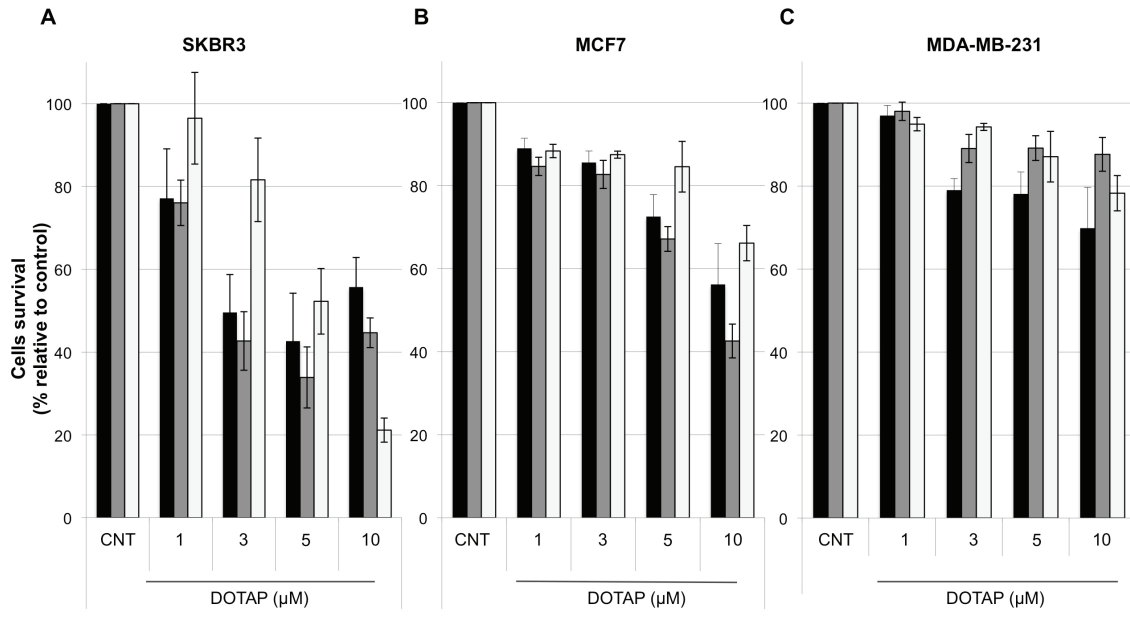 A
SKBR3
Cells survival
(% relative to control)
100
80
60
40
20
0
CNT 1 3 5 10
DOTAP (µM)
B
MCF7
100
80
60
40
20
0
CNT 1 3 5 10
DOTAP (µM)
C
MDA-MB-231
100
80
60
40
20
0
CNT 1 3 5 10
DOTAP (µM)